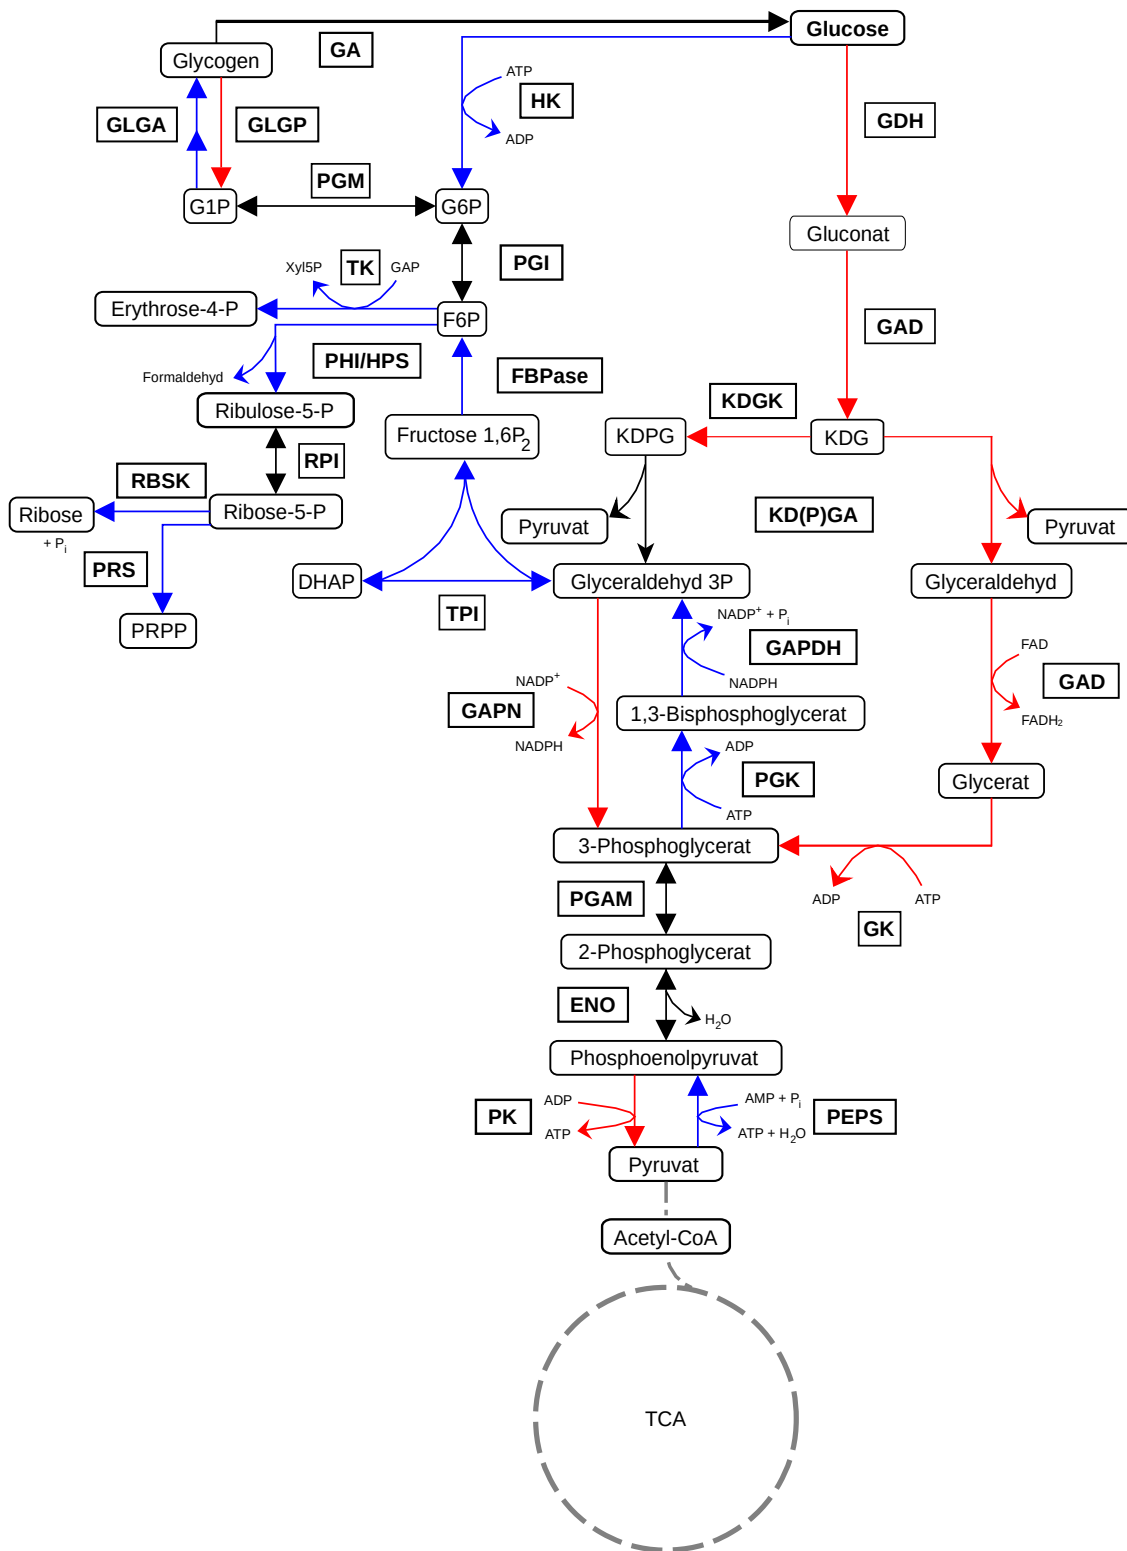 Glucose
GA
Glycogen
ATP
HK
ADP
GLGA
GLGP
GDH
PGM
G1P
G6P
Gluconat
PGI
Xyl5P
TK
GAP
Erythrose-4-P
F6P
GAD
PHI/HPS
Formaldehyd
FBPase
KDGK
Ribulose-5-P
Fructose 1,6P2
KDPG
KDG
RPI
RBSK
Ribose
Ribose-5-P
KD(P)GA
Pyruvat
Pyruvat
+ Pi
PRS
DHAP
Glyceraldehyd 3P
Glyceraldehyd
TPI
PRPP
NADP+ + Pi
GAPDH
FAD
NADP+
NADPH
GAD
GAPN
1,3-Bisphosphoglycerat
FADH2
NADPH
ADP
PGK
Glycerat
ATP
3-Phosphoglycerat
PGAM
ADP
ATP
GK
2-Phosphoglycerat
ENO
H2O
Phosphoenolpyruvat
ADP
AMP + Pi
PK
PEPS
ATP
ATP + H2O
Pyruvat
Acetyl-CoA
TCA